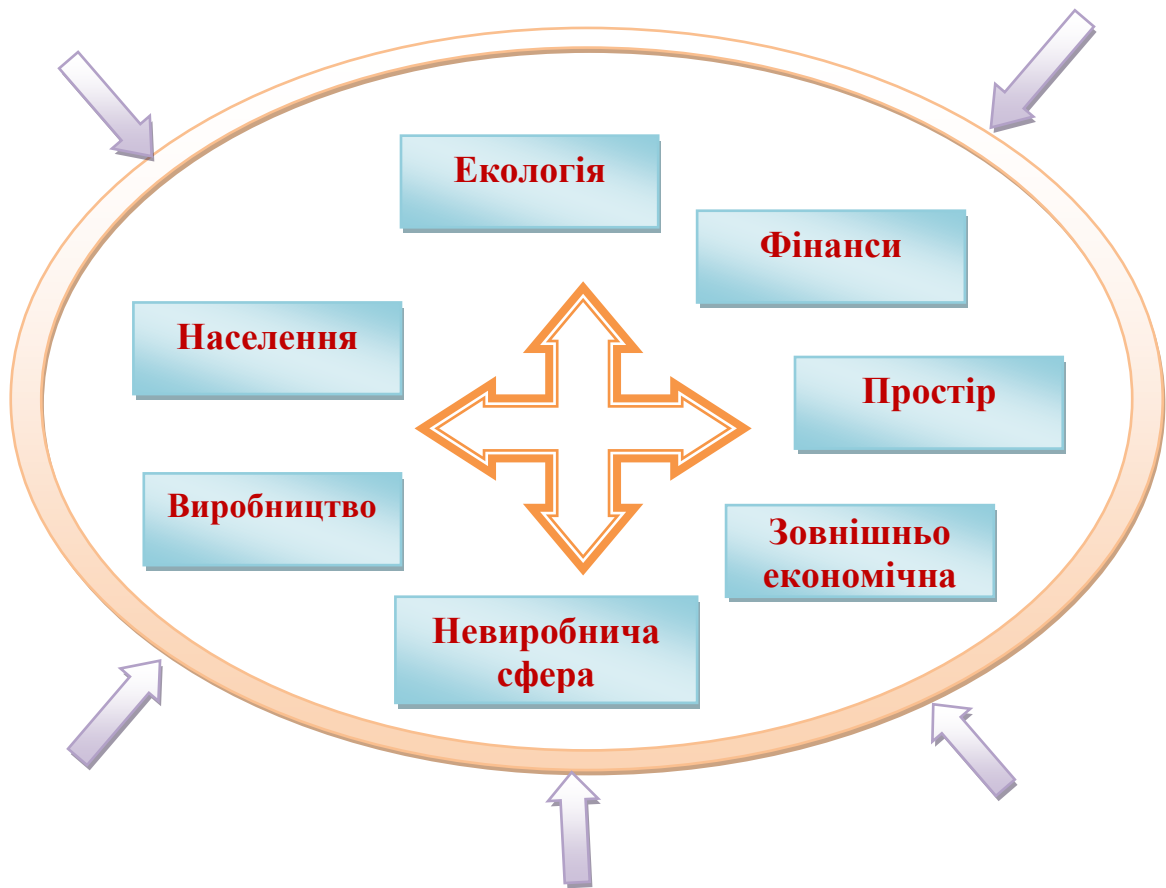 Екологія
Фінанси
Населення
Простір
Виробництво
Зовнішньо
економічна
Невиробнича
сфера